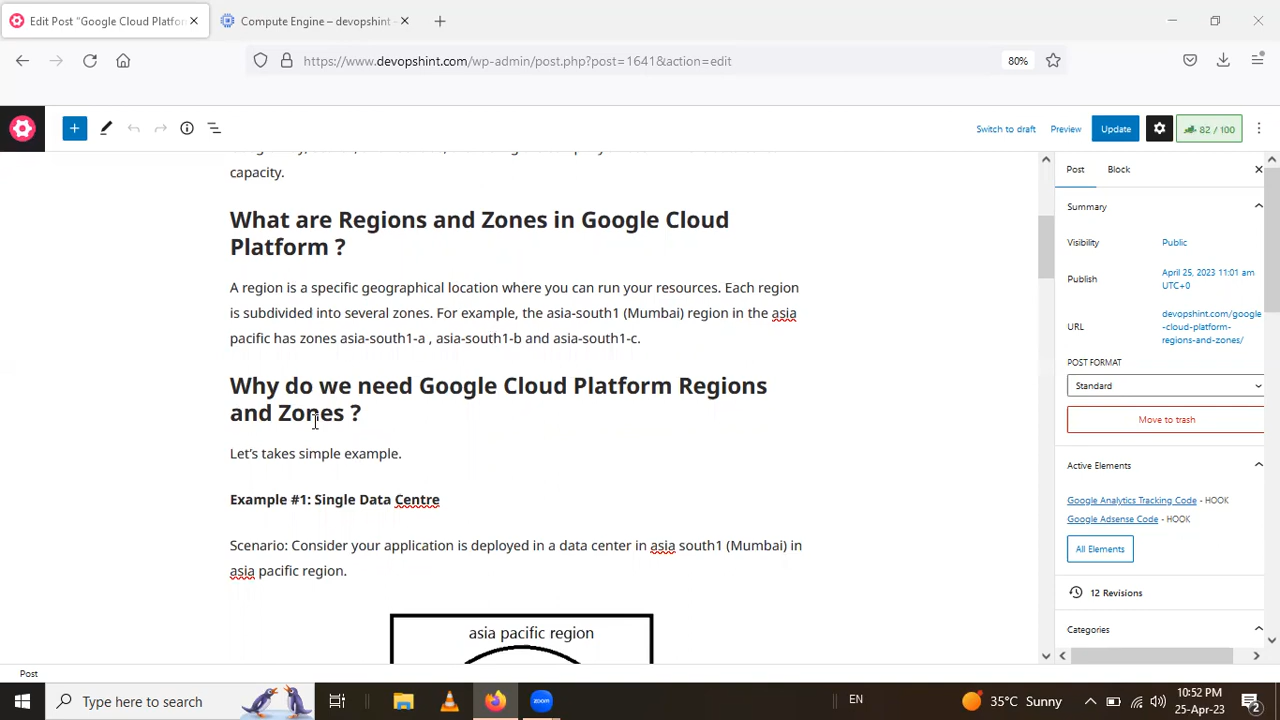 Edit Post "Google Cloud Platfor
Compute Engine – devopshint -
https://www.devopshint.com/wp-admin/post.php?post=1641&action=edit
80%
Switch to draft
Preview
Update
82 / 100
capacity.
What are Regions and Zones in Google Cloud
Platform ?
A region is a specific geographical location where you can run your resources. Each region
is subdivided into several zones. For example, the asia-south1 (Mumbai) region in the asia
pacific has zones asia-south1-a , asia-south1-b and asia-south1-c.
Why do we need Google Cloud Platform Regions
and Zones ?
Let's takes simple example.
Example #1: Single Data Centre
Scenario: Consider your application is deployed in a data center in asia south1 (Mumbai) in
asia pacific region.
asia pacific region
Post
Block
Summary
Visibility
Public
Publish
April 25, 2023 11:01 am
UTC+0
URL
devopshint.com/google
-cloud-platform-
regions-and-zones/
POST FORMAT
Standard
Move to trash
Active Elements
Google Analytics Tracking Code - HOOK
Google Adsense Code - HOOK
All Elements
12 Revisions
Categories
Post
Type here to search
zoom
EN
35°C Sunny
10:52 PM
25-Apr-23
2